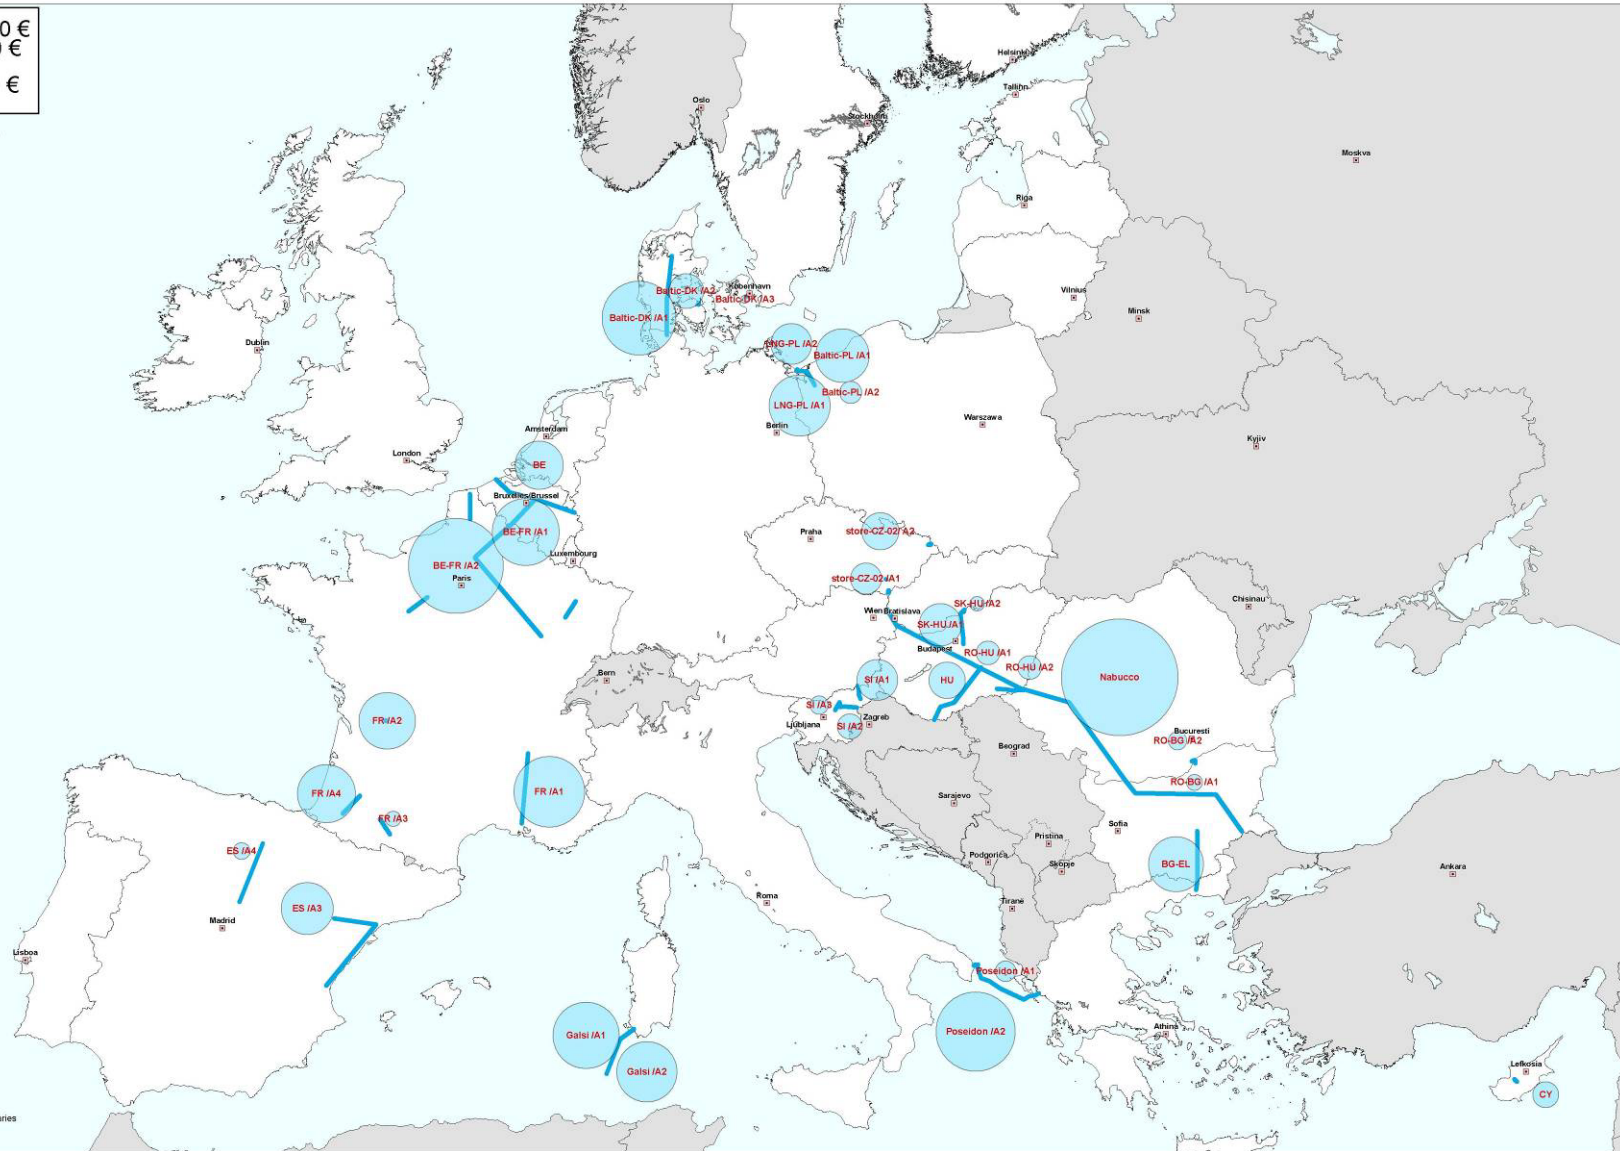 0 €
0 €
€
Helsinki
Tallinn
Oslo
Stockholm
Moskva
Riga
Baltic-DK /A2
København
Baltic-DK /A3
Vilnius
Minsk
Baltic-DK /A1
Dublin
LNG-PL /A2
Baltic-PL /A1
Baltic-PL /A2
LNG-PL /A1
Warszawa
Amsterdam
Berlin
Kyjiv
London
BE
Bruxelles/Brussel
BE-FR /A1
Praha
store-CZ-02/ A2
Luxembourg
BE-FR /A2
Paris
store-CZ-02 /A1
SK-HU /A2
Chisinau
Wien
Bratislava
SK-HU /A1
Budapest
RO-HU /A1
RO-HU /A2
Bern
SI /A1
HU
Nabucco
SI /A3
Ljubljana
SI /A2
Zagreb
FR /A2
Bucuresti
RO-BG /A2
Beograd
RO-BG /A1
FR /A4
FR /A1
Sarajevo
FR /A3
Sofia
Pristina
ES /A4
Podgorica
Skopje
BG-EL
Ankara
Roma
Tiranë
ES /A3
Madrid
Lisboa
Poseidon /A1
Galsi /A1
Poseidon /A2
Athina
Galsi /A2
Lefkosia
CY
aries